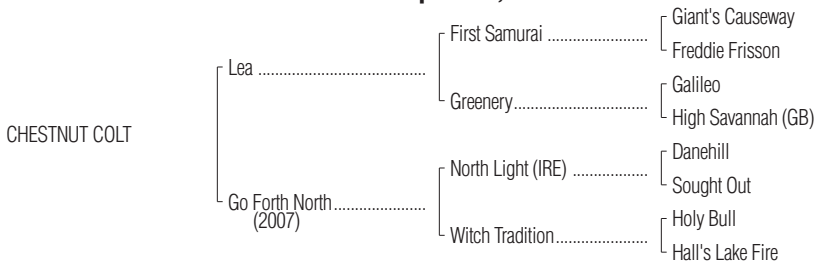 Giant's Causeway
First Samurai ........................
Freddie Frisson
Lea ........................................
Galileo
Greenery................................
High Savannah (GB)
CHESTNUT COLT
Danehill
North Light (IRE) ..................
Sought Out
Go Forth North......................
(2007)
Holy Bull
Witch Tradition......................
Hall's Lake Fire